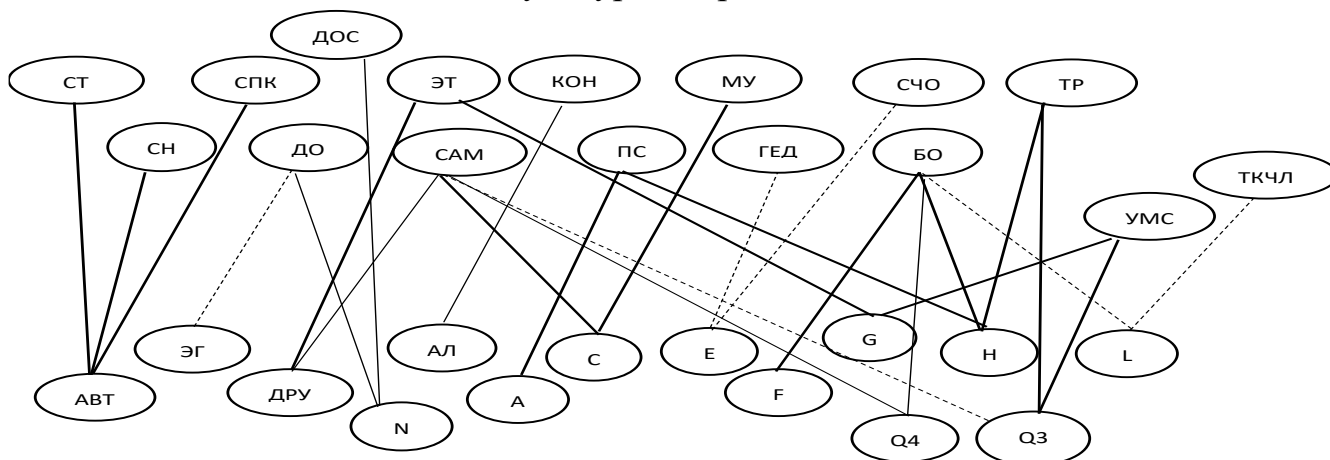 ДОС
СТ
СПК
ЭТ
КОН
МУ
СЧО
ТР
СН
ДО
САМ
ПС
ГЕД
БО
ТКЧЛ
УМС
ЭГ
АЛ
С
Е
G
Н
L
АВТ
ДРУ
N
А
F
Q4
Q3